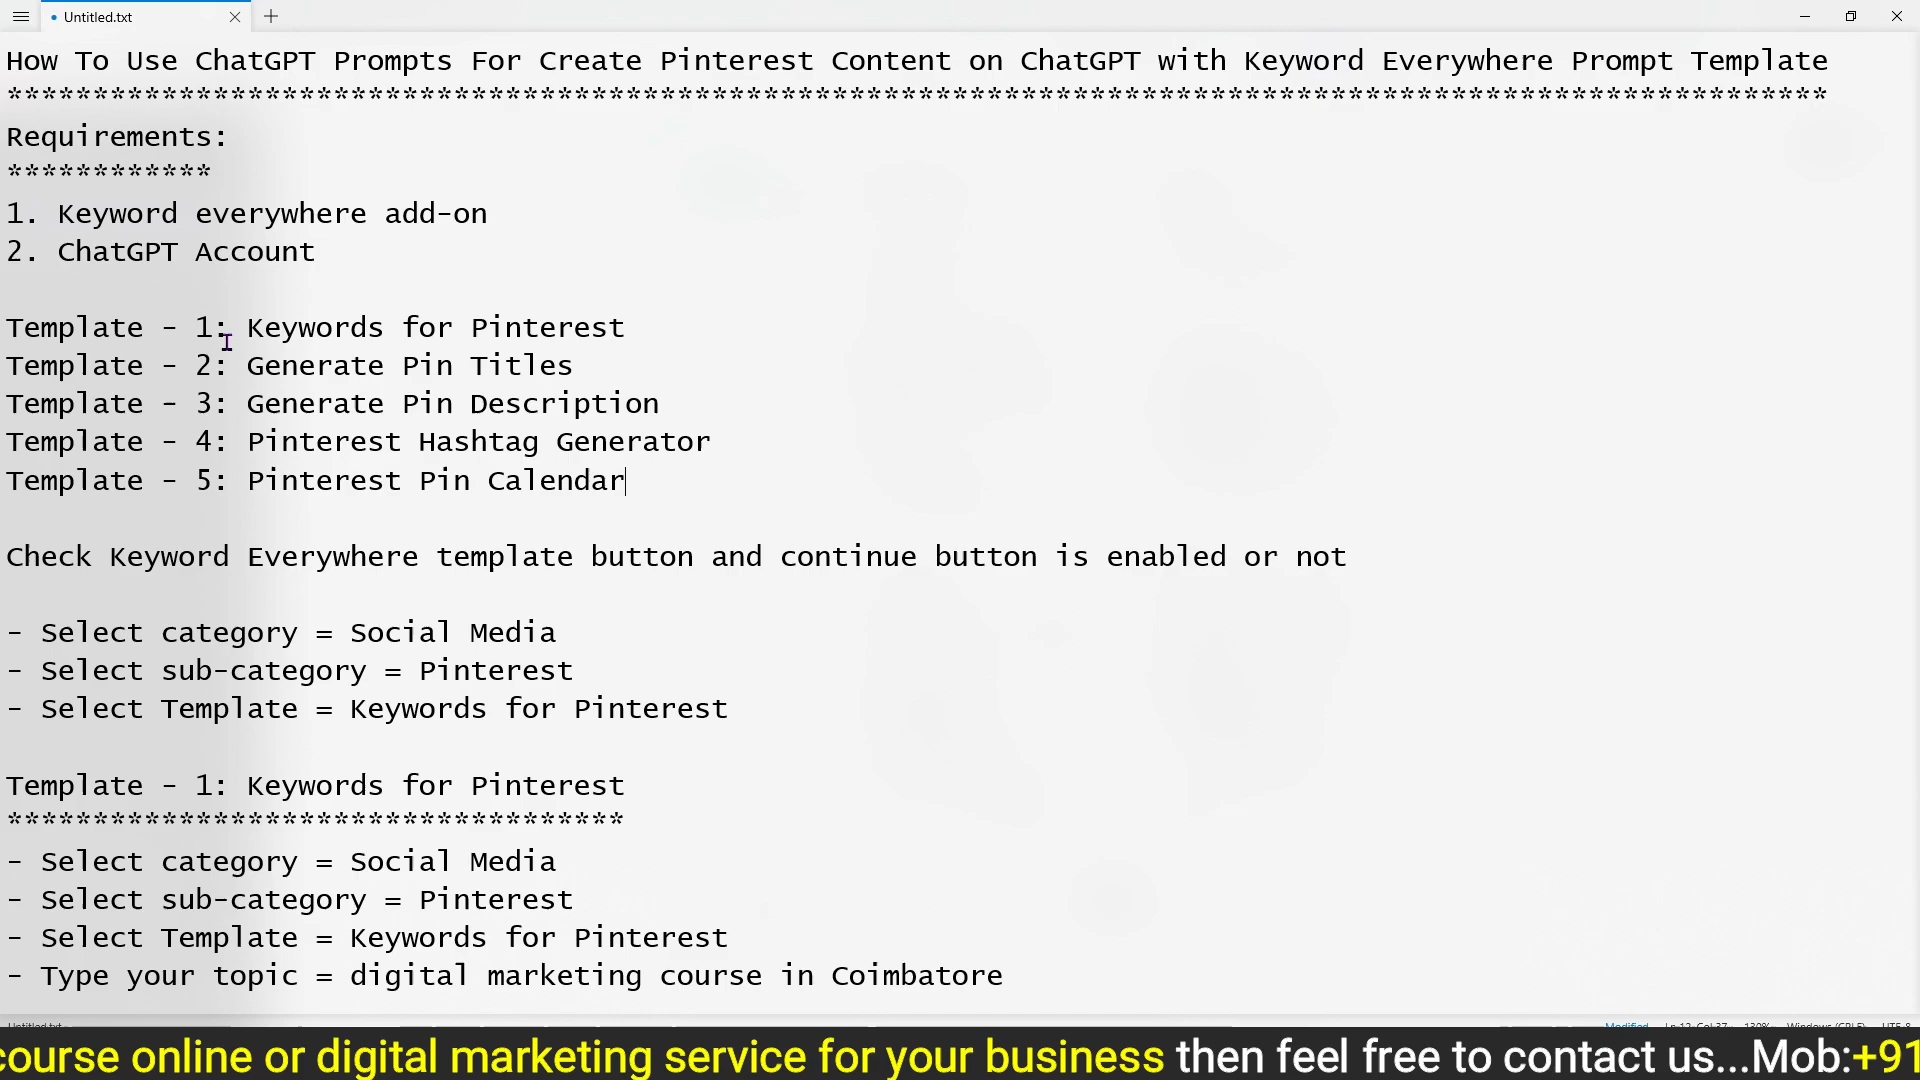 Untitled.txt
How To Use ChatGPT Prompts For Create Pinterest Content on ChatGPT with Keyword Everywhere Prompt Template
**********************************************************************************************************
Requirements:
************
1. Keyword everywhere add-on
2. ChatGPT Account
Template - 1: Keywords for Pinterest
Template - 2: Generate Pin Titles
Template - 3: Generate Pin Description
Template - 4: Pinterest Hashtag Generator
Template - 5: Pinterest Pin Calendar
Check Keyword Everywhere template button and continue button is enabled or not
- Select category = Social Media
- Select sub-category = Pinterest
- Select Template = Keywords for Pinterest
Template - 1: Keywords for Pinterest
************************************
- Select category = Social Media
- Select sub-category = Pinterest
- Select Template = Keywords for Pinterest
- Type your topic = digital marketing course in Coimbatore
course online or digital marketing service for your business then feel free to contact us...Mob:+91